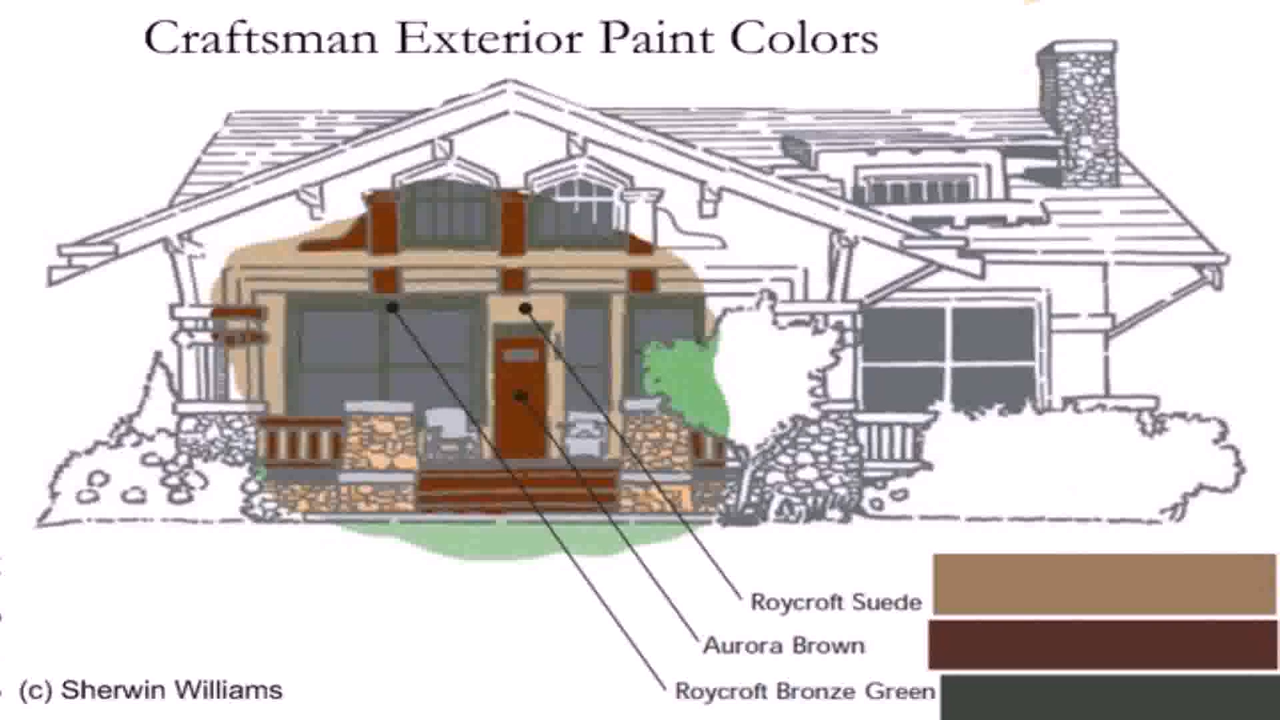 Craftsman Exterior Paint Colors
Roycroft Suede
Aurora Brown
Roycroft Bronze Green
(c) Sherwin Williams